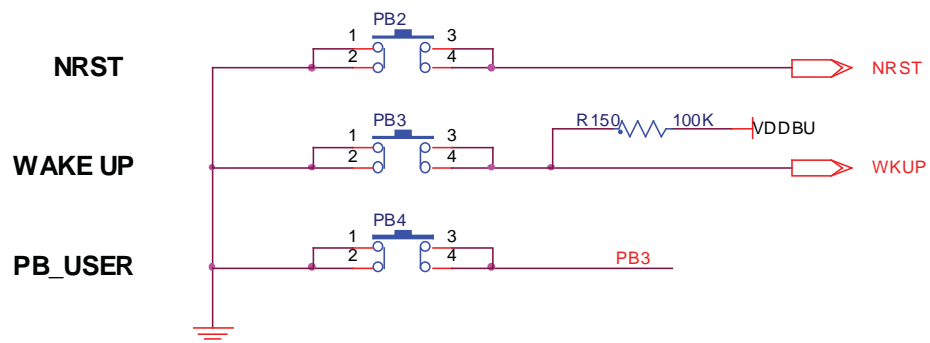 PB2
1 3
NRST 2 4 NRST
PB3 R150 100K VDDBU
1 3
WAKE UP 2 4 WKUP
PB4
1 3
PB_USER 2 4 PB3